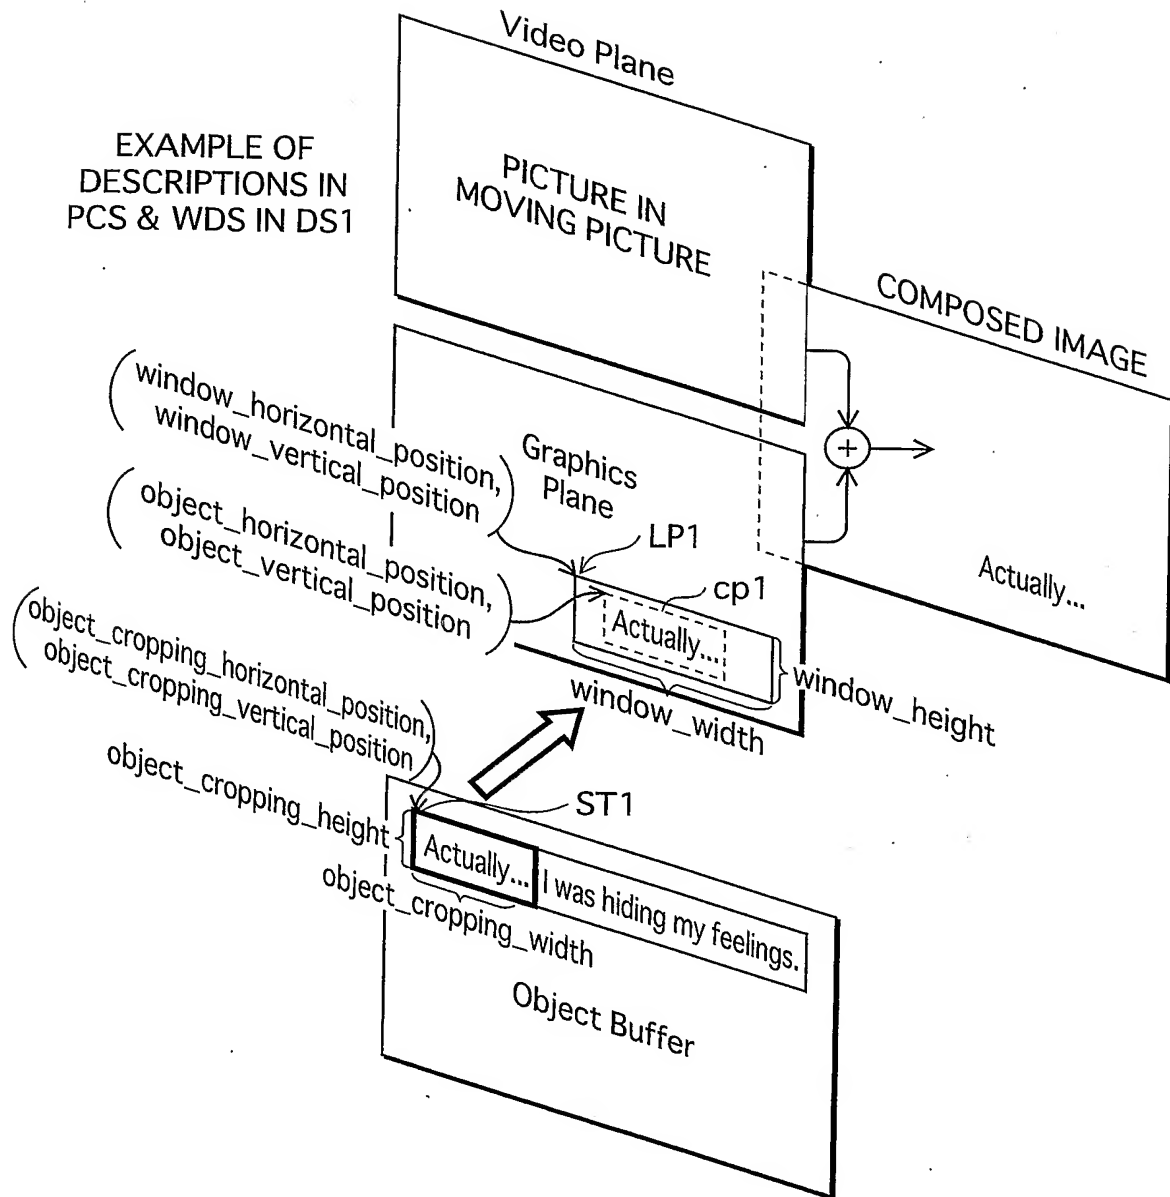 Video Plane
EXAMPLE OF
DESCRIPTIONS IN
PCS & WDS IN DS1
PICTURE IN
MOVING PICTURE
COMPOSED IMAGE
(window_horizontal_position,
window_vertical_position)
Graphics
Plane
+
(object_horizontal_position,
object_vertical_position)
LP1
cp1
Actually...
Actually...
window_height
window_width
(object_cropping_horizontal_position,
object_cropping_vertical_position)
object_cropping_height
ST1
Actually... I was hiding my feelings.
object_cropping_width
Object Buffer